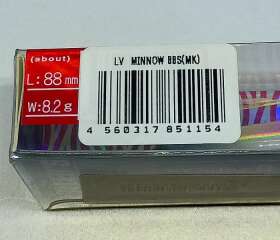 (about)
L:88mm
W:8.2g
LV MINNOW 88S(MK)
4 560317 851154